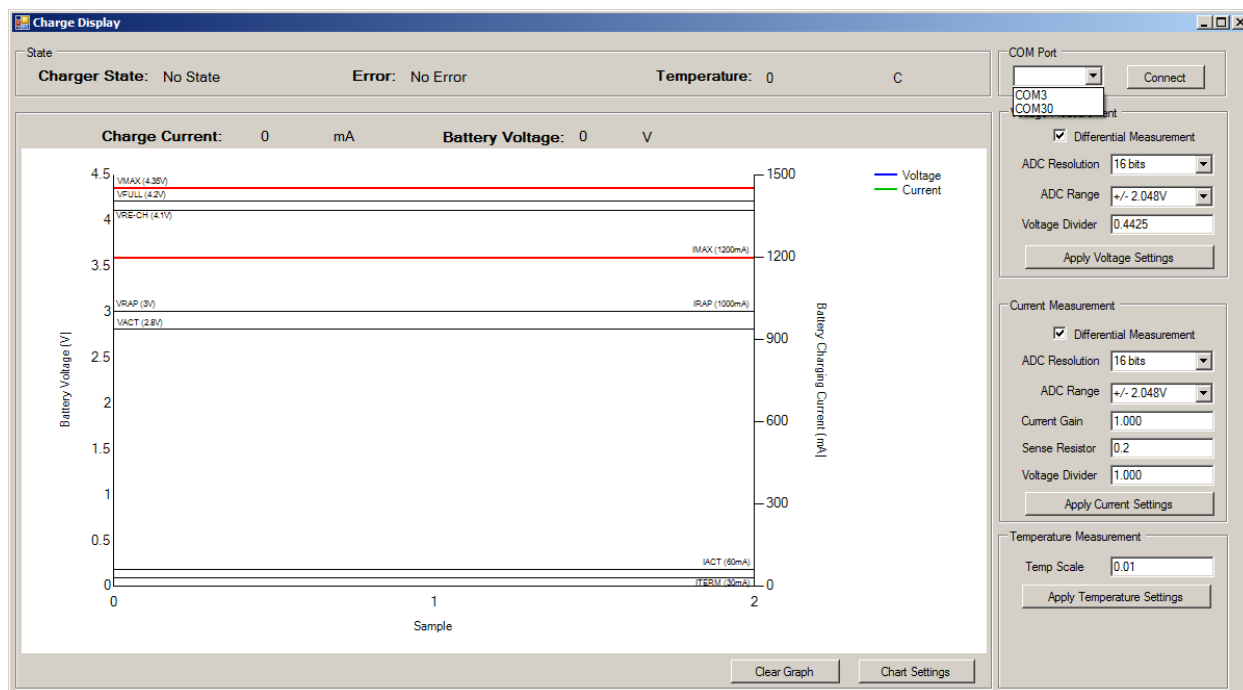 Charge Display
State
Charger State: No State Error: No Error Temperature: 0 C
COM Port
Connect
COM3
COM30
Charge Current: 0 mA Battery Voltage: 0 V
4.5
4
3.5
3
2.5
2
1.5
1
0.5
0
Battery Voltage [V]
VMAX (4.35V)
VFULL (4.2V)
VRE-CH (4.1V)
IMAX (1200mA)
VRAP (3V)
IRAP (1000mA)
VACT (2.8V)
IACT (60mA)
ITERM (30mA)
1500
1200
900
600
300
0
Battery Charging Current [mA]
0 1 2
Sample
Voltage
Current
Clear Graph
Chart Settings
Differential Measurement
ADC Resolution 16 bits
ADC Range +/- 2.048V
Voltage Divider 0.4425
Apply Voltage Settings
Current Measurement
Differential Measurement
ADC Resolution 16 bits
ADC Range +/- 2.048V
Current Gain 1.000
Sense Resistor 0.2
Voltage Divider 1.000
Apply Current Settings
Temperature Measurement
Temp Scale 0.01
Apply Temperature Settings